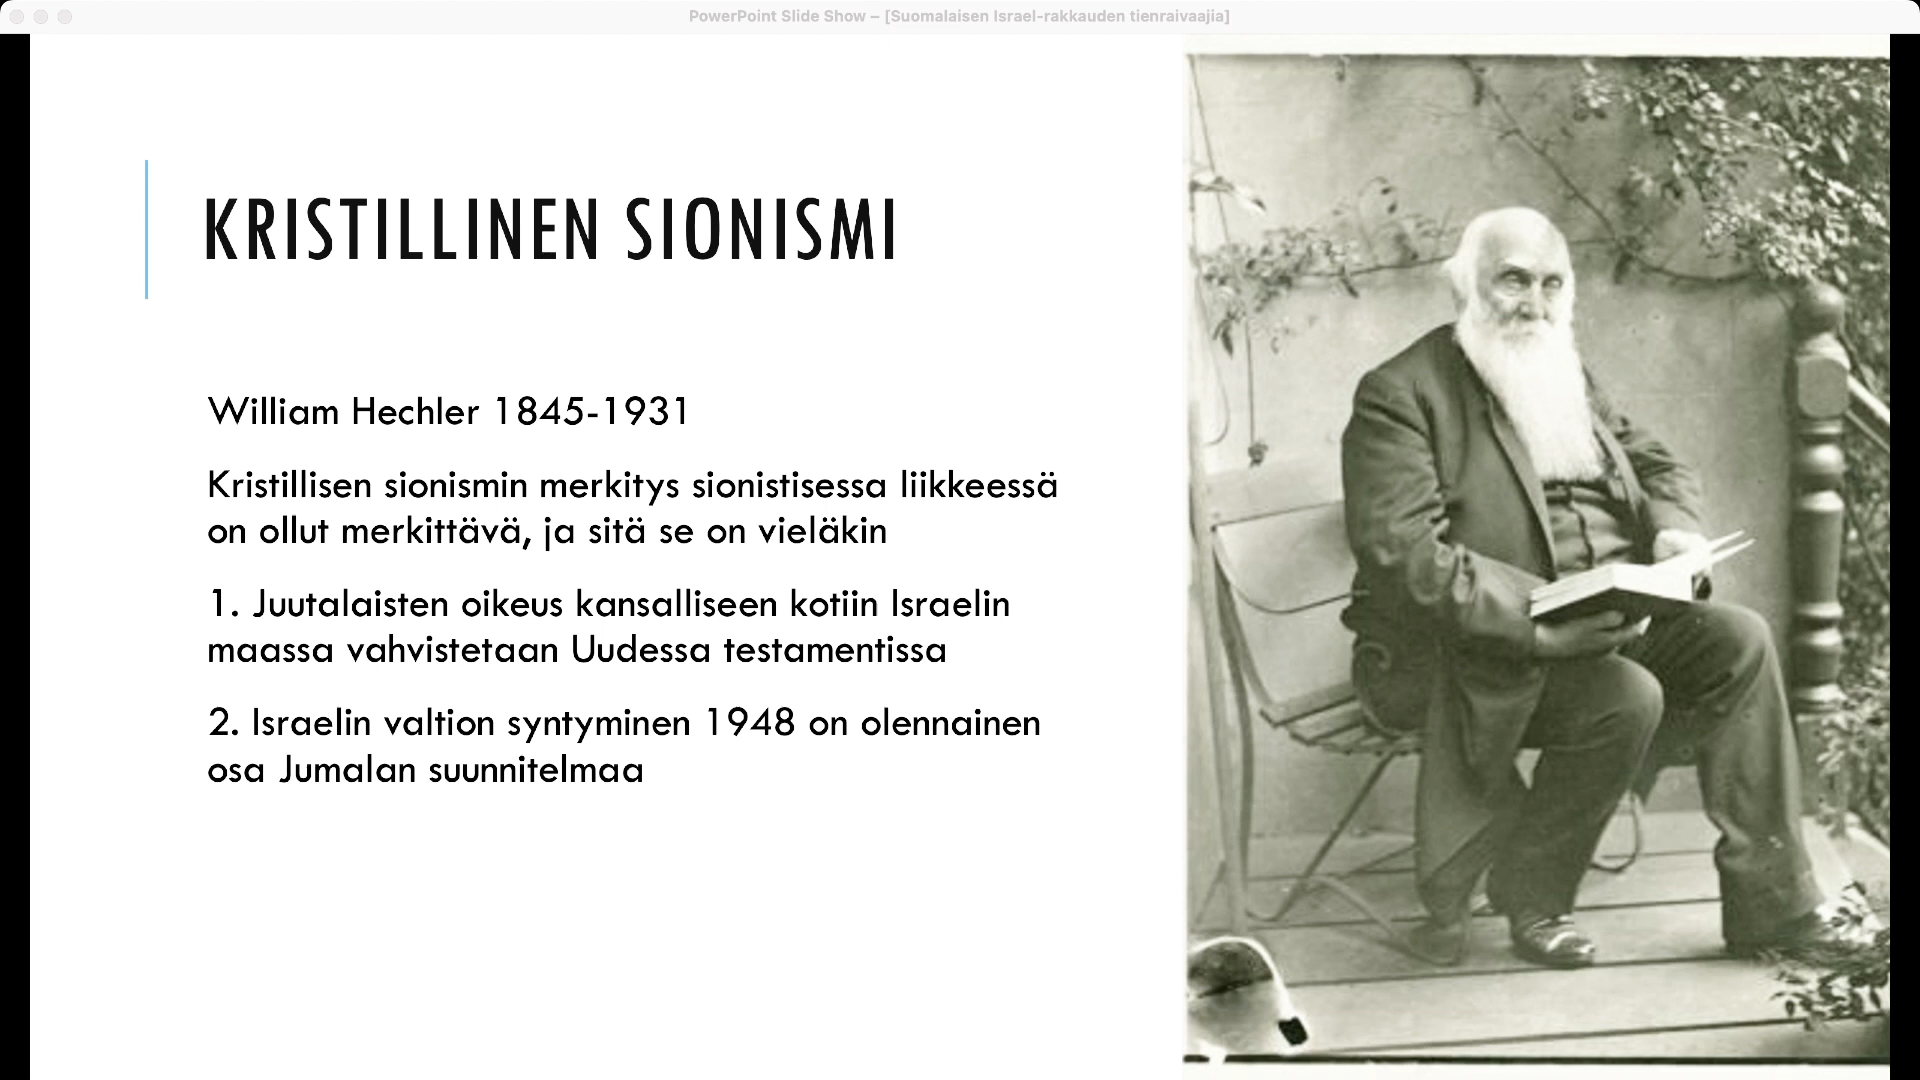 PowerPoint Slide Show – [Suomalaisen Israel-rakkauden tienraivaajia]
KRISTILLINEN SIONISMI
William Hechler 1845-1931
Kristillisen sionismin merkitys sionistisessa liikkeessä
on ollut merkittävä, ja sitä se on vieläkin
1. Juutalaisten oikeus kansalliseen kotiin Israelin
maassa vahvistetaan Uudessa testamentissa
2. Israelin valtion syntyminen 1948 on olennainen
osa Jumalan suunnitelmaa